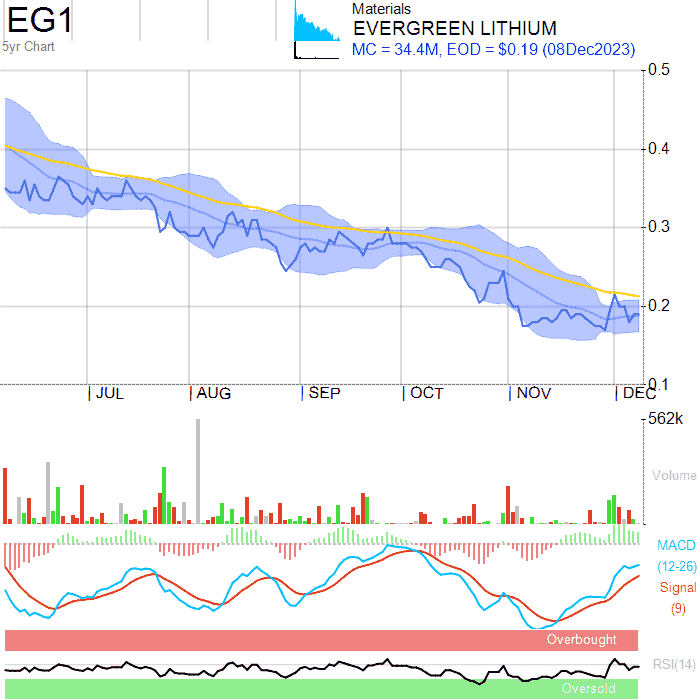 EG1
5yr Chart
Materials
EVERGREEN LITHIUM
MC = 34.4M, EOD = $0.19 (08Dec2023)
0.5
0.4
0.3
0.2
0.1
JUL AUG SEP OCT NOV DEC
562k
Volume
MACD
(12-26)
Signal
(9)
Overbought
RSI(14)
Oversold